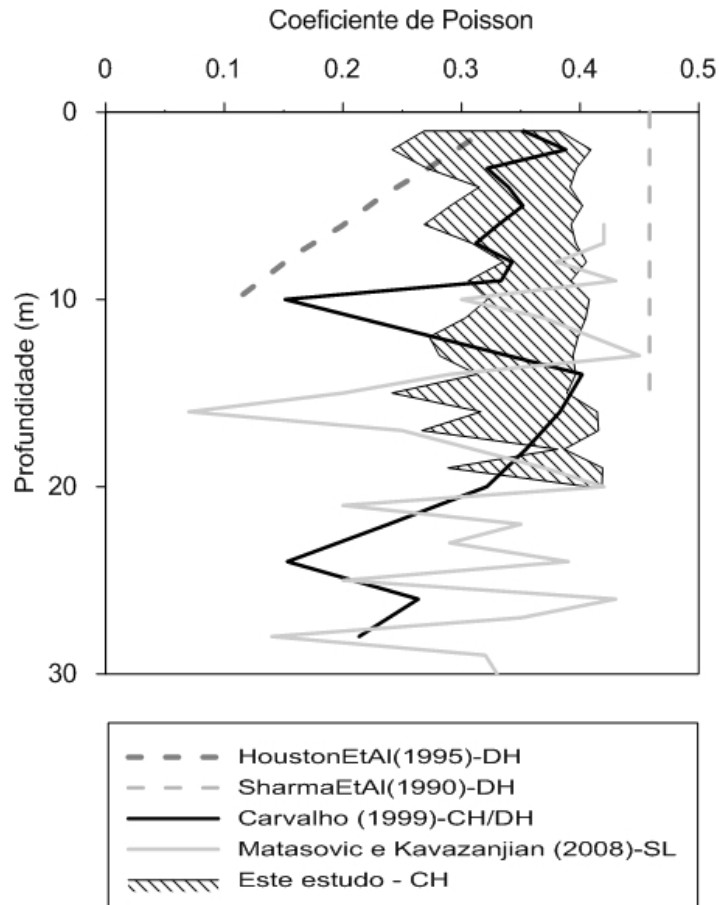 Coeficiente de Poisson
0 0.1 0.2 0.3 0.4 0.5
0
10
20
30
Profundidade (m)
HoustonEtAl(1995)-DH
SharmaEtAl(1990)-DH
Carvalho (1999)-CH/DH
Matasovic e Kavazanjian (2008)-SL
Este estudo - CH